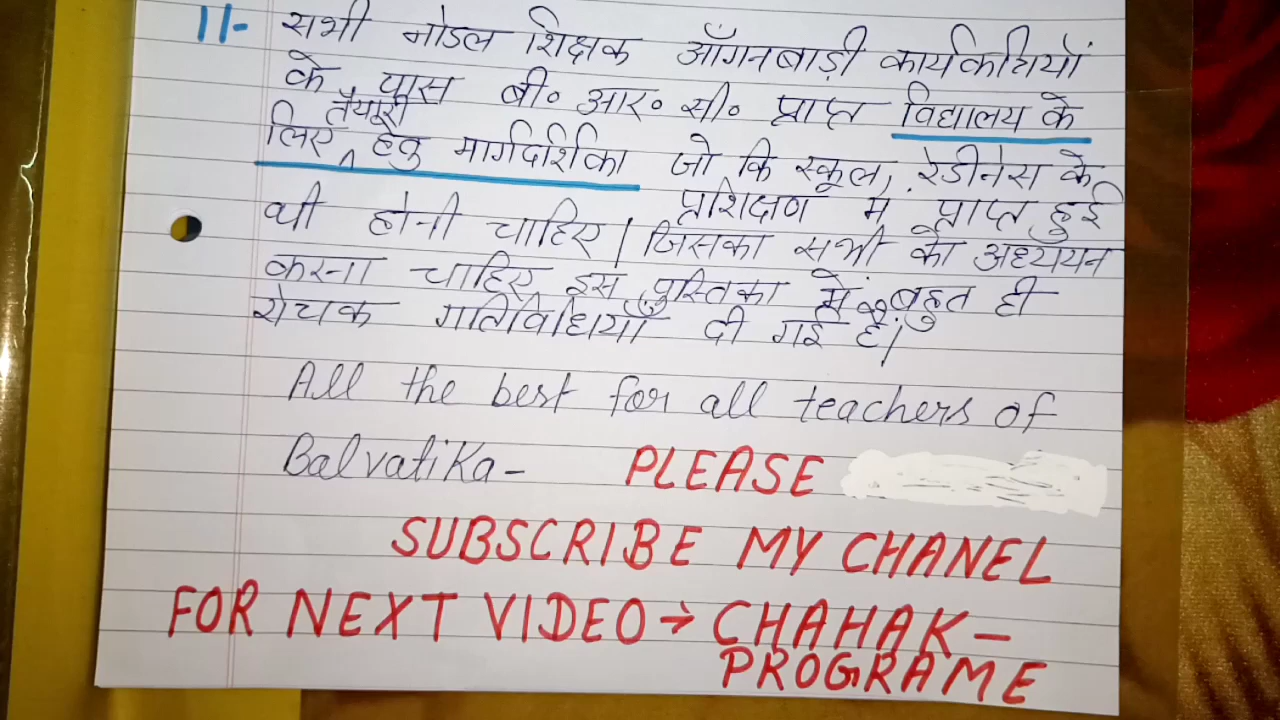 11- सभी नोडल शिक्षक आँगनबाड़ी कार्यकत्रियों
के पास बी॰ आर॰ सी॰ प्राप्त विद्यालय के
लिए तैयारी हेतु मार्गदर्शिका जो कि स्कूल, रेडीनेस के
प्रशिक्षण में प्राप्त हुई
थी होनी चाहिए। जिसका सभी को अध्ययन
करना चाहिए इस पुस्तिका में बहुत ही
रोचक गतिविधियाँ दी गई हैं।
All the best for all teachers of
Balvatika- PLEASE
SUBSCRIBE MY CHANEL
FOR NEXT VIDEO→ CHAHAK-
PROGRAME